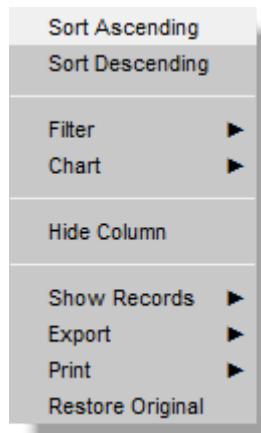 Sort Ascending
Sort Descending
Filter
Chart
Hide Column
Show Records
Export
Print
Restore Original